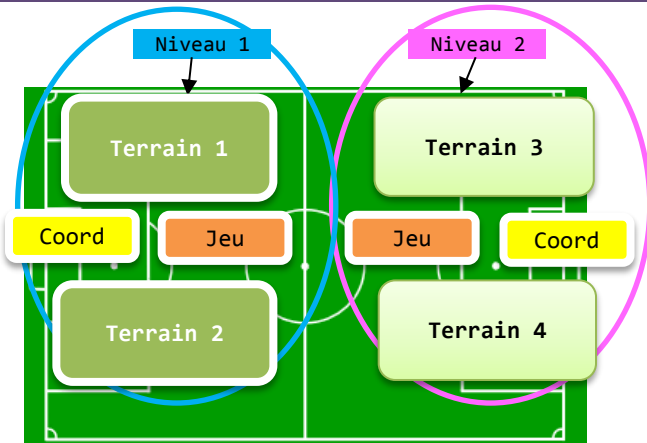 Niveau 1
Niveau 2
Terrain 1
Terrain 3
Coord
Jeu
Jeu
Coord
Terrain 2
Terrain 4